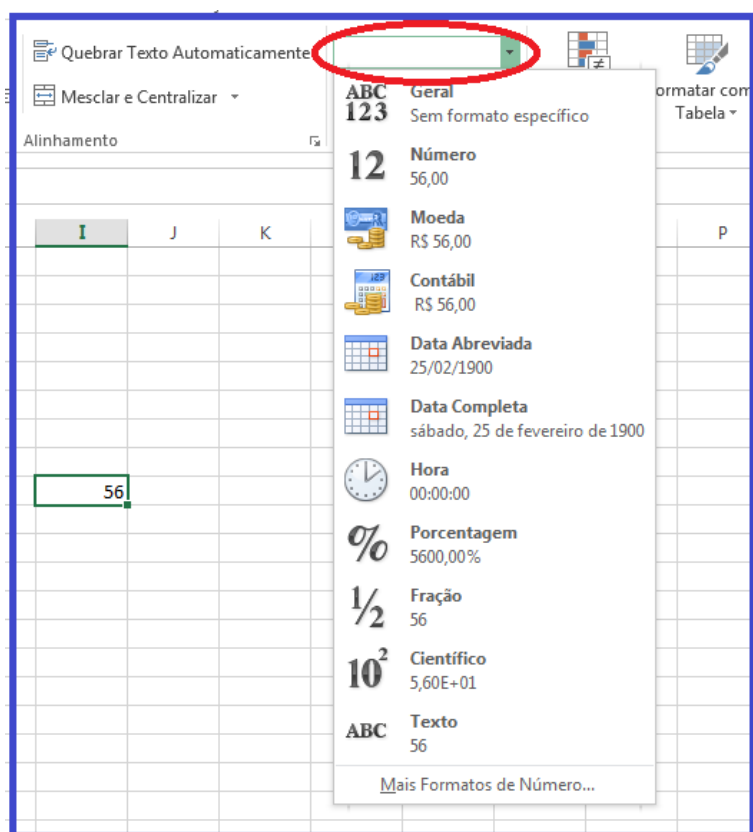 Quebrar Texto Automaticamente
Mesclar e Centralizar
ormatar com
Tabela
Alinhamento
I J K P
56
ABC
123
Geral
Sem formato específico
12
Número
56,00
Moeda
R$ 56,00
123
Contábil
R$ 56,00
Data Abreviada
25/02/1900
Data Completa
sábado, 25 de fevereiro de 1900
Hora
00:00:00
%
Porcentagem
5600,00%
1/2
Fração
56
10²
Científico
5,60E+01
ABC
Texto
56
Mais Formatos de Número...